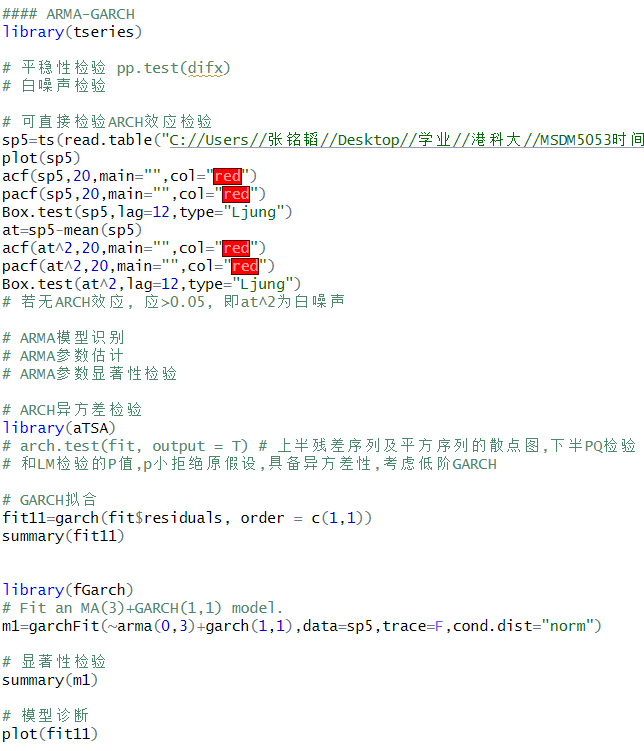 #### ARMA-GARCH
library(tseries)
# 平稳性检验 pp.test(difx)
# 白噪声检验
# 可直接检验ARCH效应检验
sp5=ts(read.table("C://Users//张铭韬//Desktop//学业//港科大//MSDM5053时间
plot(sp5)
acf(sp5,20,main="",col="red")
pacf(sp5,20,main="",col="red")
Box.test(sp5,lag=12,type="Ljung")
at=sp5-mean(sp5)
acf(at^2,20,main="",col="red")
pacf(at^2,20,main="",col="red")
Box.test(at^2,lag=12,type="Ljung")
# 若无ARCH效应, 应>0.05, 即at^2为白噪声
# ARMA模型识别
# ARMA参数估计
# ARMA参数显著性检验
# ARCH异方差检验
library(aTSA)
# arch.test(fit, output = T) # 上半残差序列及平方序列的散点图,下半PQ检验
# 和LM检验的P值,p小拒绝原假设,具备异方差性,考虑低阶GARCH
# GARCH拟合
fit11=garch(fit$residuals, order = c(1,1))
summary(fit11)
library(fGarch)
# Fit an MA(3)+GARCH(1,1) model.
m1=garchFit(~arma(0,3)+garch(1,1),data=sp5,trace=F,cond.dist="norm")
# 显著性检验
summary(m1)
# 模型诊断
plot(fit11)